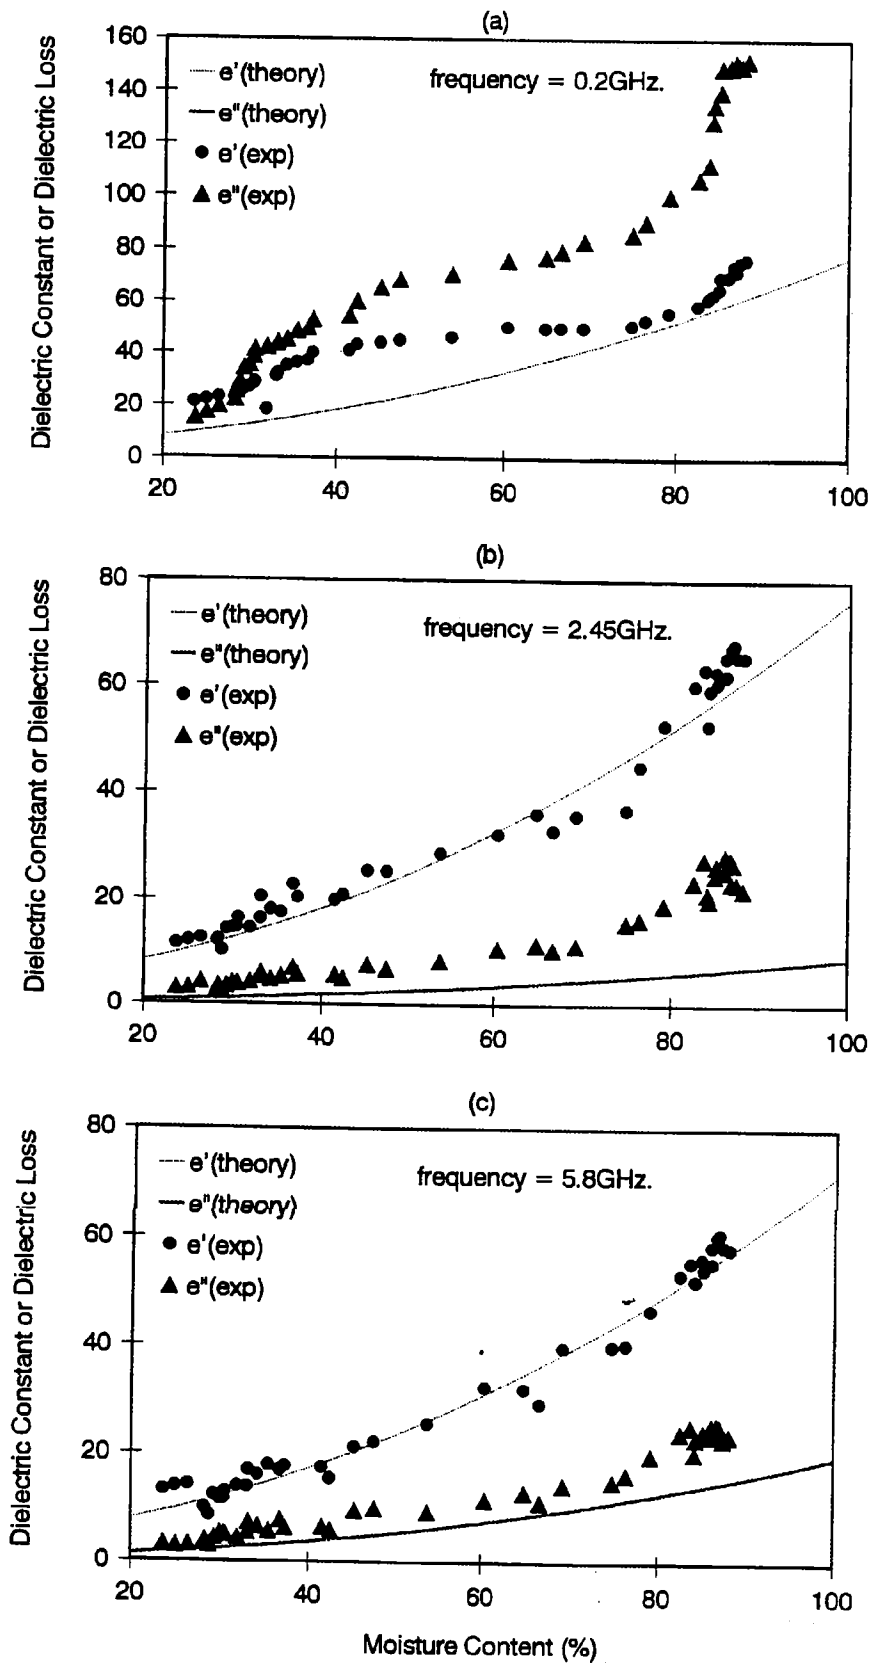 (a)
Dielectric Constant or Dielectric Loss
160
140
120
100
80
60
40
20
0
e'(theory)
e"(theory)
e'(exp)
e"(exp)
frequency = 0.2GHz.
20
40
60
80
100
(b)
Dielectric Constant or Dielectric Loss
80
60
40
20
0
e'(theory)
e"(theory)
e'(exp)
e"(exp)
frequency = 2.45GHz.
20
40
60
80
100
(c)
Dielectric Constant or Dielectric Loss
80
60
40
20
0
e'(theory)
e"(theory)
e'(exp)
e"(exp)
frequency = 5.8GHz.
20
40
60
80
100
Moisture Content (%)